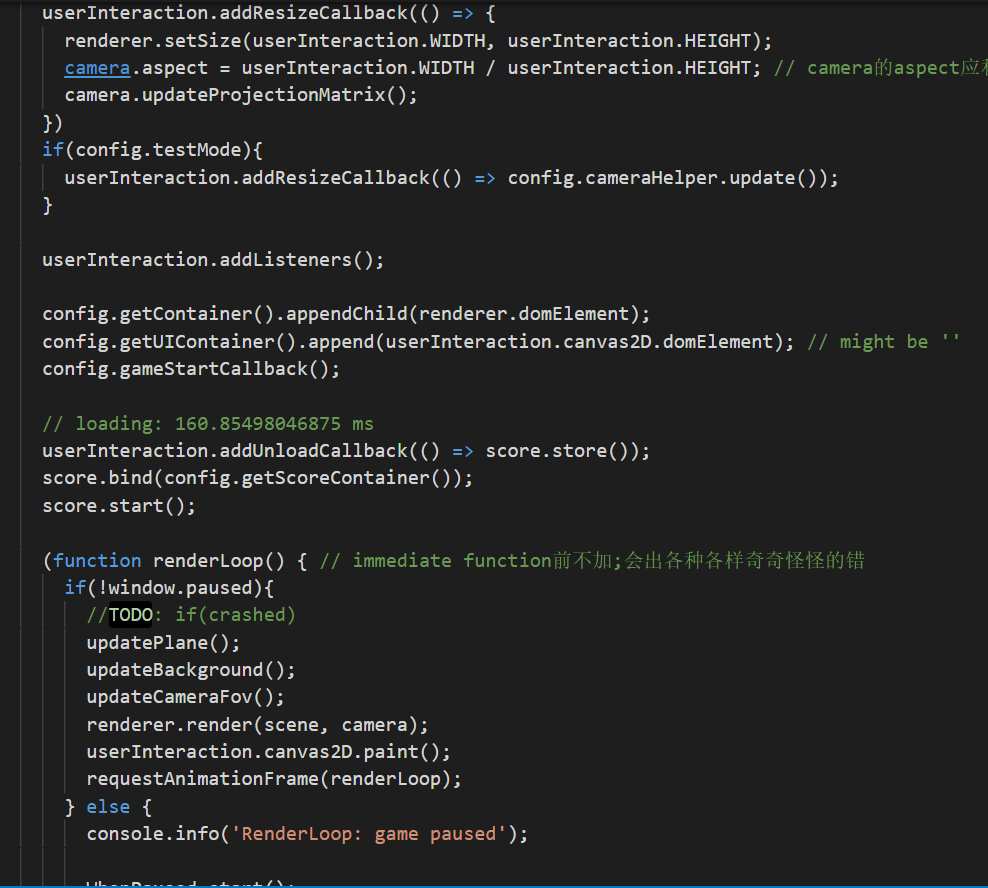 userInteraction.addResizeCallback(() => {
renderer.setSize(userInteraction.WIDTH, userInteraction.HEIGHT);
camera.aspect = userInteraction.WIDTH / userInteraction.HEIGHT; // camera的aspect应和
camera.updateProjectionMatrix();
})
if(config.testMode){
userInteraction.addResizeCallback(() => config.cameraHelper.update());
}
userInteraction.addListeners();
config.getContainer().appendChild(renderer.domElement);
config.getUIContainer().append(userInteraction.canvas2D.domElement); // might be ''
config.gameStartCallback();
// loading: 160.85498046875 ms
userInteraction.addUnloadCallback(() => score.store());
score.bind(config.getScoreContainer());
score.start();
(function renderLoop() { // immediate function前不加;会出各种各样奇奇怪怪的错
if(!window.paused){
//TODO: if(crashed)
updatePlane();
updateBackground();
updateCameraFov();
renderer.render(scene, camera);
userInteraction.canvas2D.paint();
requestAnimationFrame(renderLoop);
} else {
console.info('RenderLoop: game paused');
WhenPaused.start();